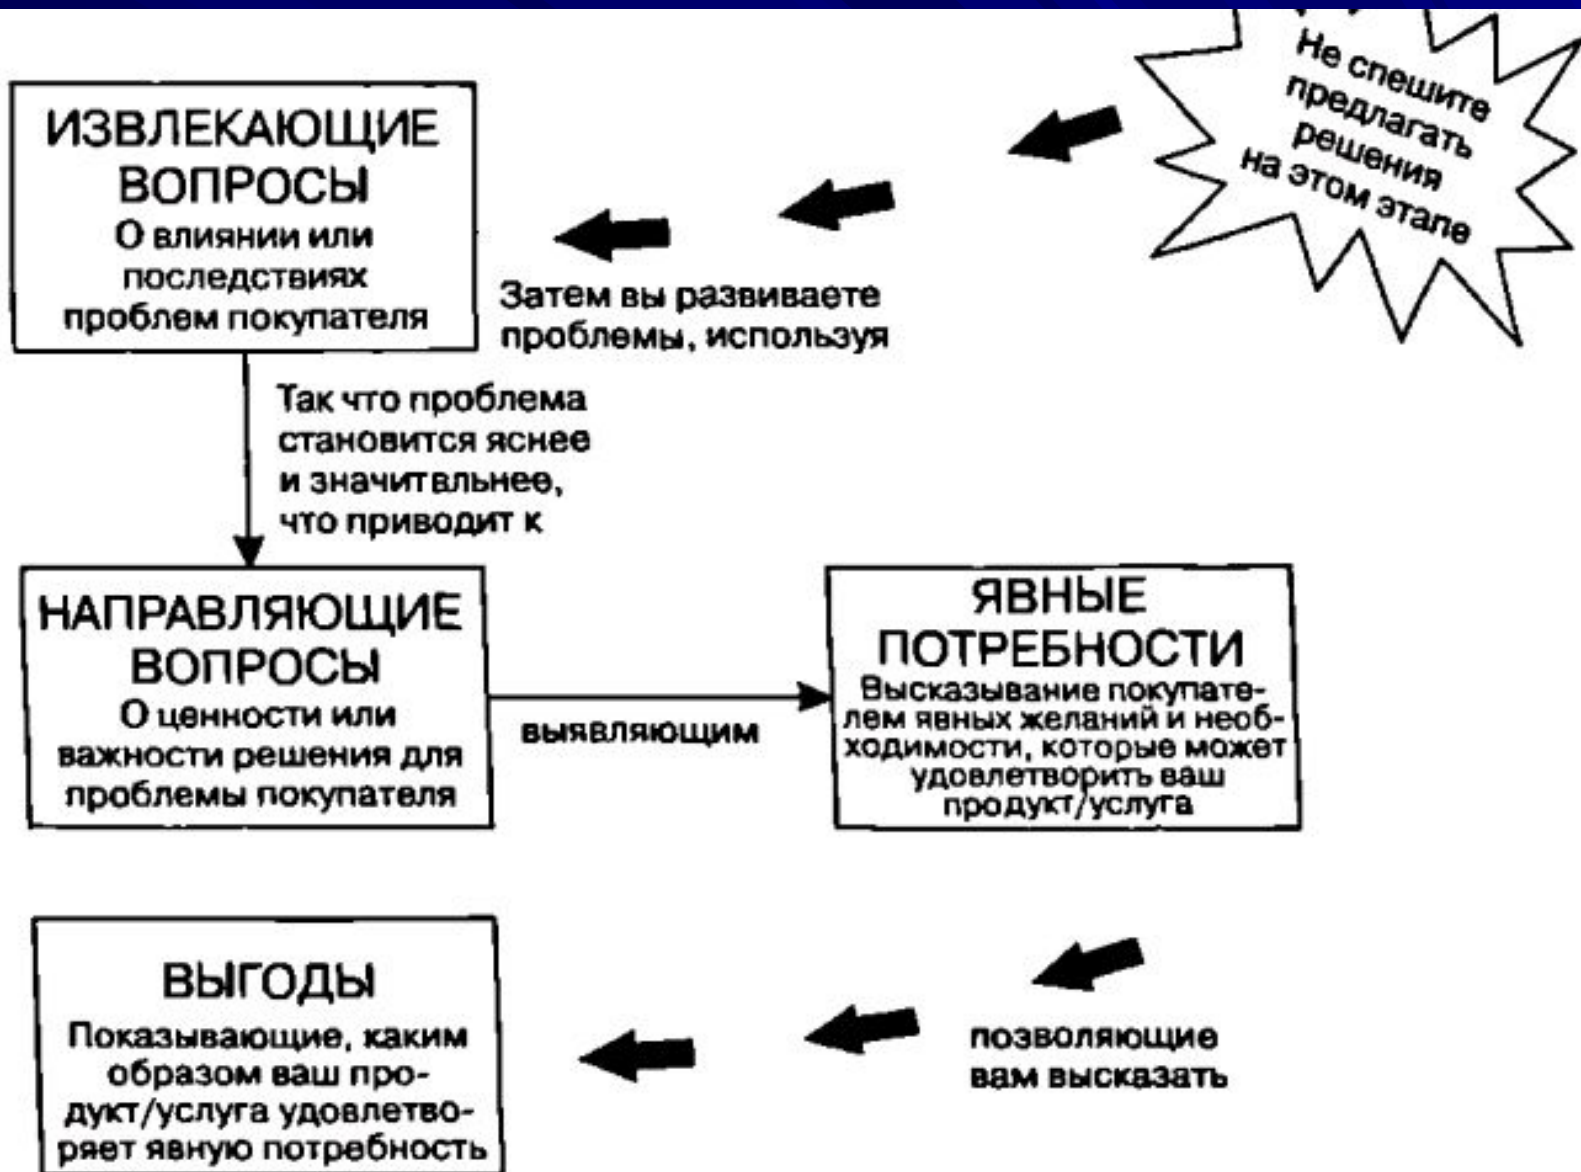 Не спешите
предлагать
решения
на этом этапе
ИЗВЛЕКАЮЩИЕ
ВОПРОСЫ
О влиянии или
последствиях
проблем покупателя
Затем вы развиваете
проблемы, используя
Так что проблема
становится яснее
и значительнее,
что приводит к
НАПРАВЛЯЮЩИЕ
ВОПРОСЫ
О ценности или
важности решения для
проблемы покупателя
выявляющим
ЯВНЫЕ
ПОТРЕБНОСТИ
Высказывание покупате-
лем явных желаний и необ-
ходимости, которые может
удовлетворить ваш
продукт/услуга
ВЫГОДЫ
Показывающие, каким
образом ваш про-
дукт/услуга удовлетво-
ряет явную потребность
позволяющие
вам высказать